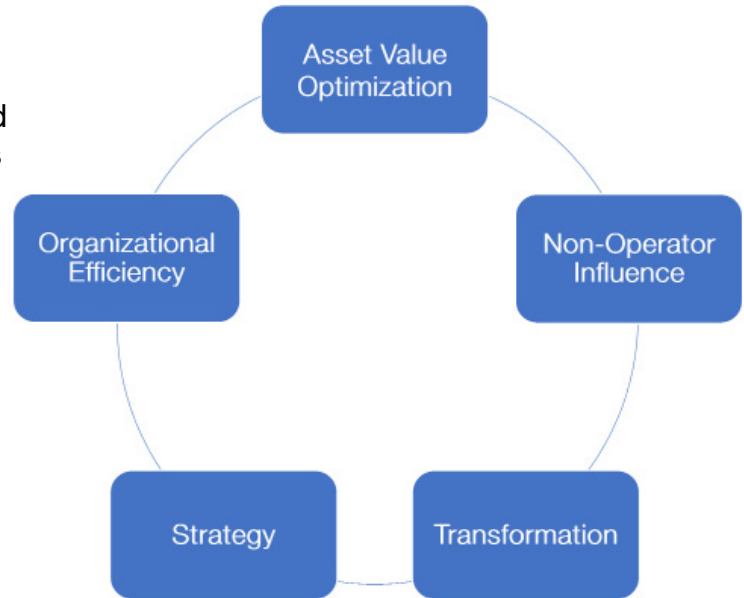 Asset Value
Optimization
Organizational
Efficiency
Non-Operator
Influence
Strategy
Transformation